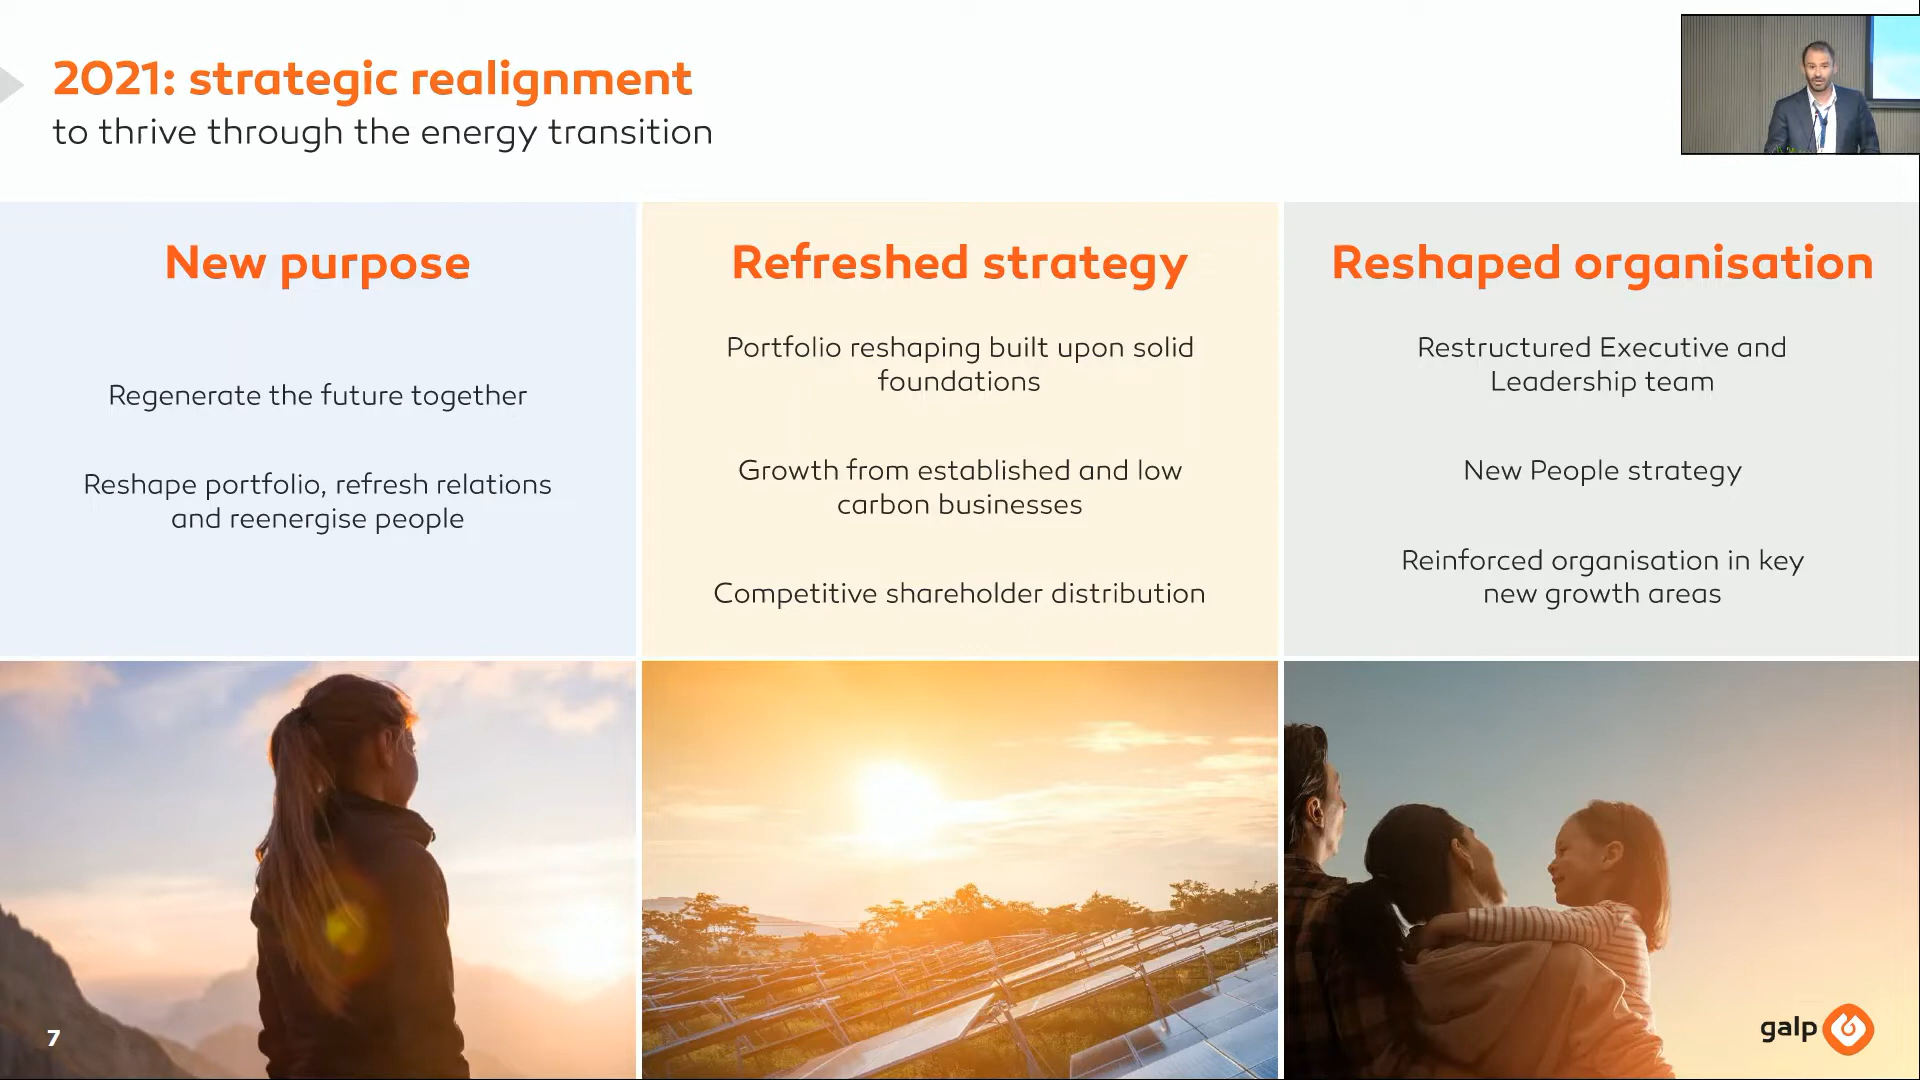 2021: strategic realignment
to thrive through the energy transition
New purpose
Regenerate the future together
Reshape portfolio, refresh relations
and reenergise people
Refreshed strategy
Portfolio reshaping built upon solid
foundations
Growth from established and low
carbon businesses
Competitive shareholder distribution
Reshaped organisation
Restructured Executive and
Leadership team
New People strategy
Reinforced organisation in key
new growth areas
7
galp